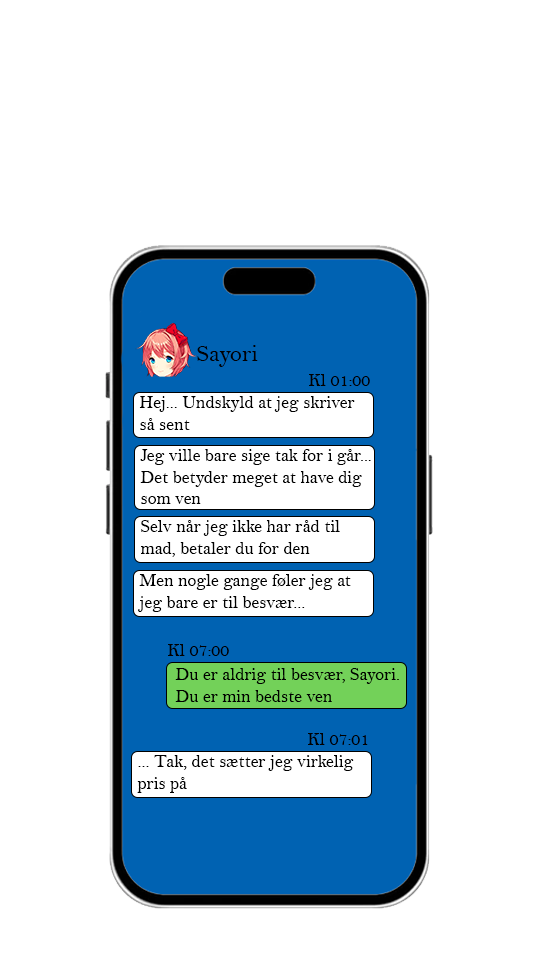 Sayori
Kl 01:00
Hej... Undskyld at jeg skriver
så sent
Jeg ville bare sige tak for i går...
Det betyder meget at have dig
som ven
Selv når jeg ikke har råd til
mad, betaler du for den
Men nogle gange føler jeg at
jeg bare er til besvær...
Kl 07:00
Du er aldrig til besvær, Sayori.
Du er min bedste ven
Kl 07:01
... Tak, det sætter jeg virkelig
pris på